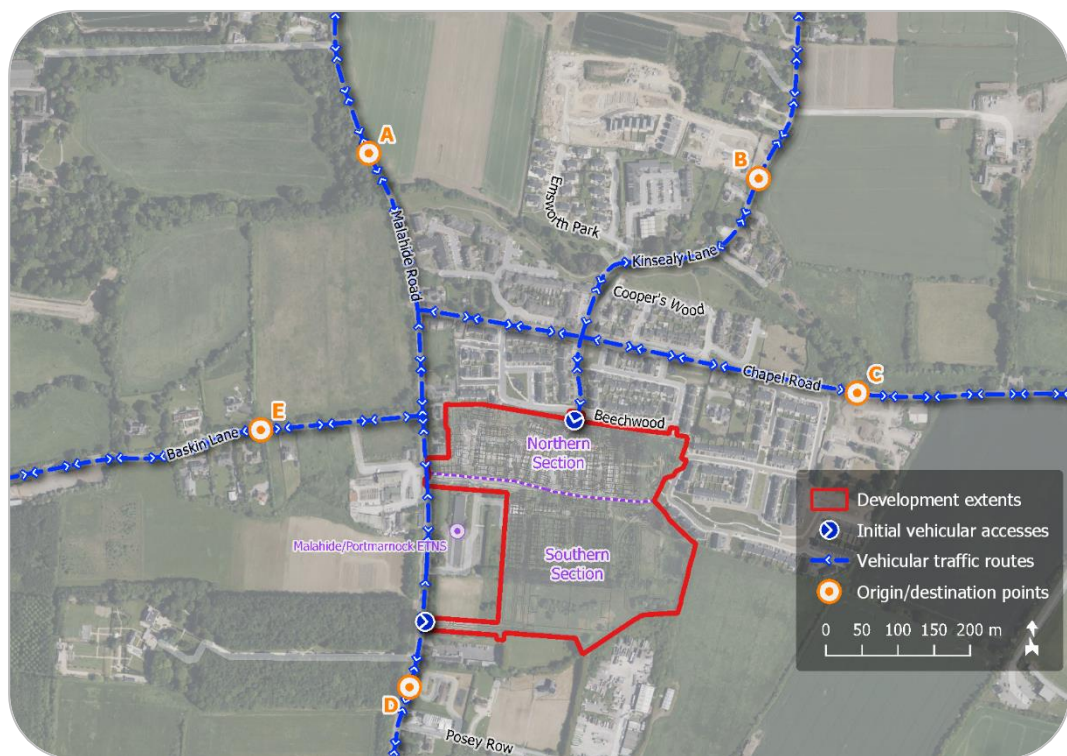 A
B
Emsworth Park
Malahide Road
Kinsealy Lane
Cooper's Wood
Chapel Road
C
E
Baskin Lane
Beechwood
Northern
Section
Malahide/Portmarnock ETNS
Southern
Section
D
Posey Row
Development extents
Initial vehicular accesses
Vehicular traffic routes
Origin/destination points
0 50 100 150 200 m